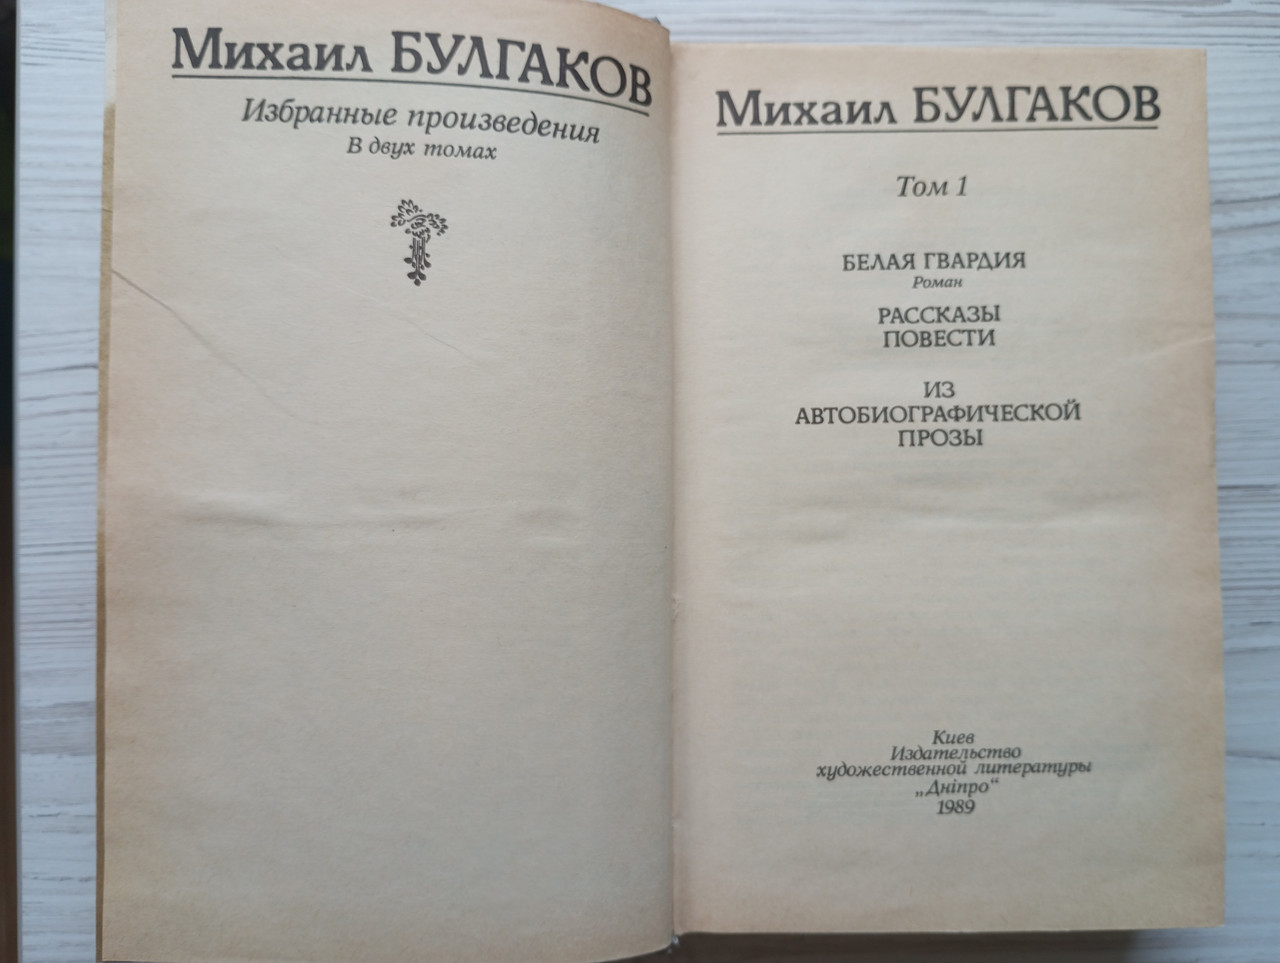 Михаил БУЛГАКОВ
Избранные произведения
В двух томах
Михаил БУЛГАКОВ
Том 1
БЕЛАЯ ГВАРДИЯ
Роман
РАССКАЗЫ
ПОВЕСТИ
ИЗ
АВТОБИОГРАФИЧЕСКОЙ
ПРОЗЫ
Киев
Издательство
художественной литературы
„Дніпро“
1989